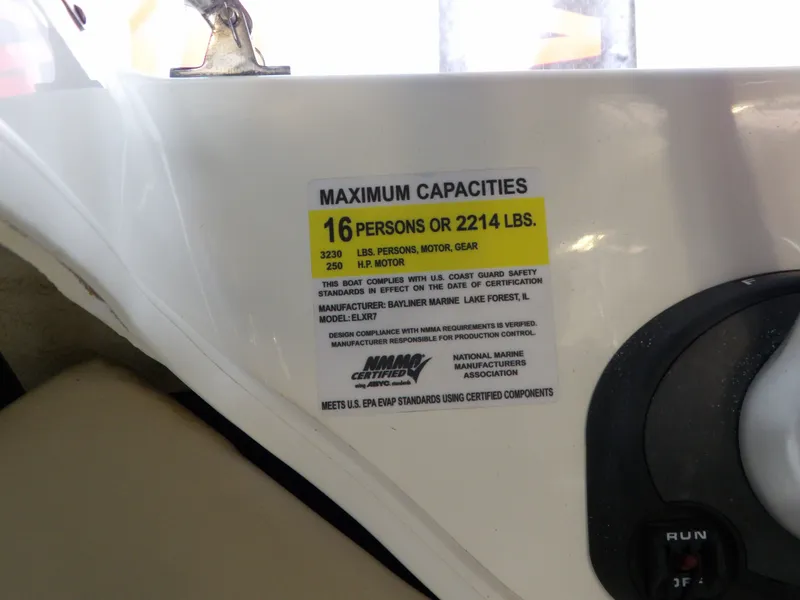 MAXIMUM CAPACITIES
16 PERSONS OR 2214 LBS.
3230 LBS. PERSONS, MOTOR, GEAR
250 H.P. MOTOR
THIS BOAT COMPLIES WITH U.S. COAST GUARD SAFETY
STANDARDS IN EFFECT ON THE DATE OF CERTIFICATION
MANUFACTURER: BAYLINER MARINE LAKE FOREST, IL
MODEL: ELXR7
DESIGN COMPLIANCE WITH NMMA REQUIREMENTS IS VERIFIED.
MANUFACTURER RESPONSIBLE FOR PRODUCTION CONTROL.
NMMA
CERTIFIED
using ABYC standards
NATIONAL MARINE
MANUFACTURERS
ASSOCIATION
MEETS U.S. EPA EVAP STANDARDS USING CERTIFIED COMPONENTS
RUN